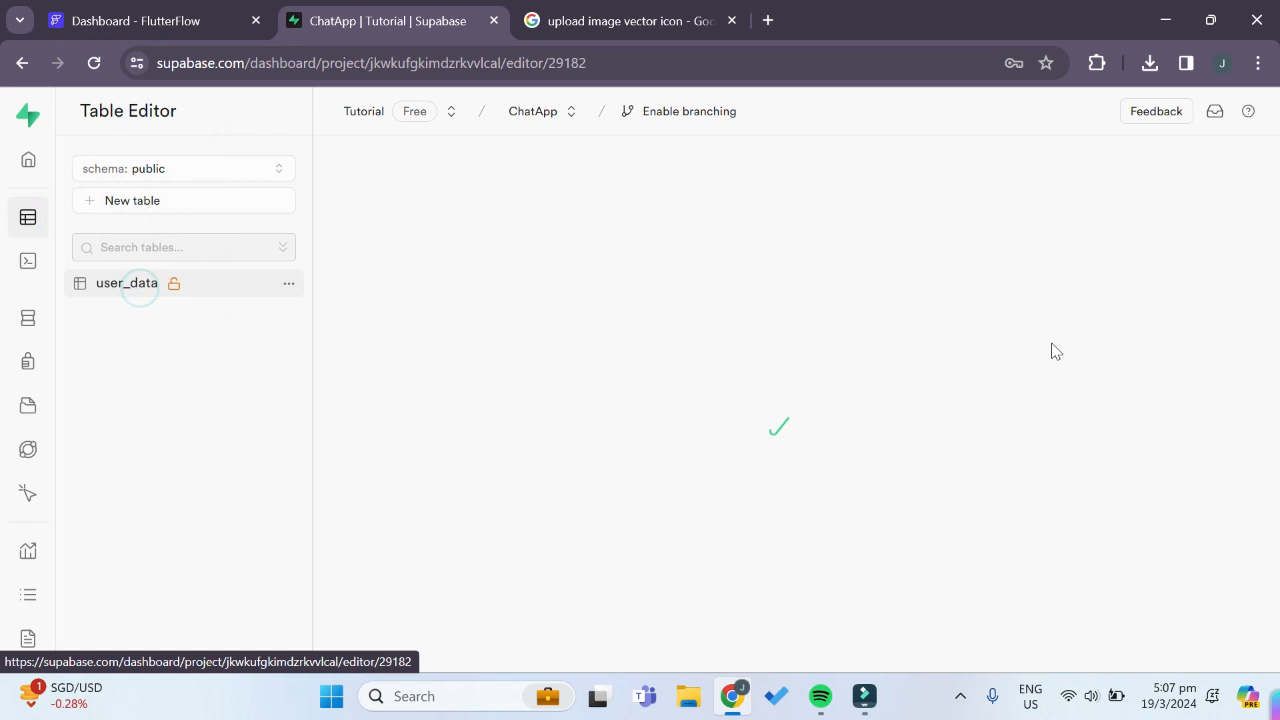 Dashboard - FlutterFlow
ChatApp | Tutorial | Supabase
upload image vector icon - Goo
supabase.com/dashboard/project/jkwkufgkimdzrkvvlcal/editor/29182
J
Table Editor
Tutorial Free / ChatApp / Enable branching
Feedback
schema: public
New table
Search tables...
user_data
https://supabase.com/dashboard/project/jkwkufgkimdzrkvvlcal/editor/29182
1
SGD/USD
-0.28%
Search
J
ENG
US
5:07 pm
19/3/2024
PRE